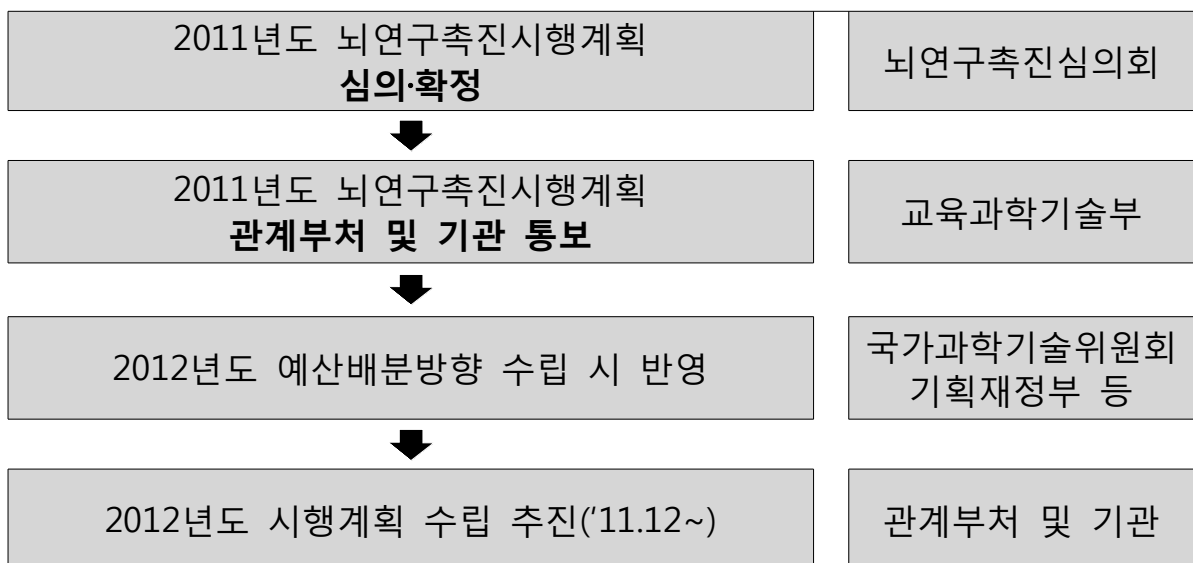 2011년도 뇌연구촉진시행계획
심의·확정
뇌연구촉진심의회
2011년도 뇌연구촉진시행계획
관계부처 및 기관 통보
교육과학기술부
2012년도 예산배분방향 수립 시 반영
국가과학기술위원회
기획재정부 등
2012년도 시행계획 수립 추진('11.12~)
관계부처 및 기관